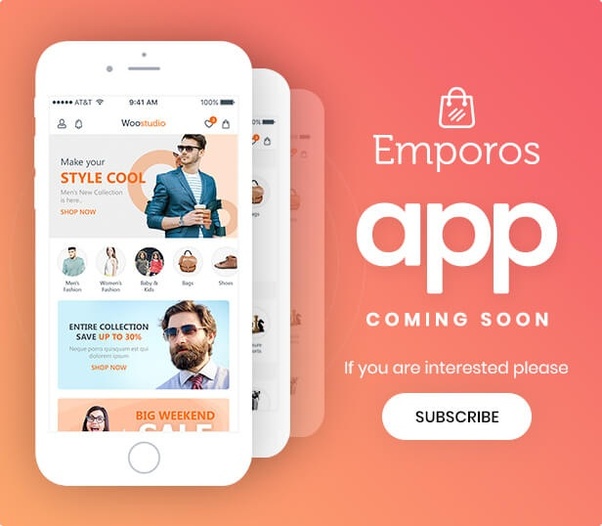 AT&T 9:41 AM 100%
Woostudio
Make your
STYLE COOL
Men's New Collection
is here..
SHOP NOW
Men's
Fashion
Women's
Fashion
Baby &
Kids
Bags
Shoes
ENTIRE COLLECTION
SAVE UP TO 30%
Neque porro quisquam est qui
dolorem ipsum
SHOP NOW
BIG WEEKEND
SALE
Emporos
app
COMING SOON
If you are interested please
SUBSCRIBE